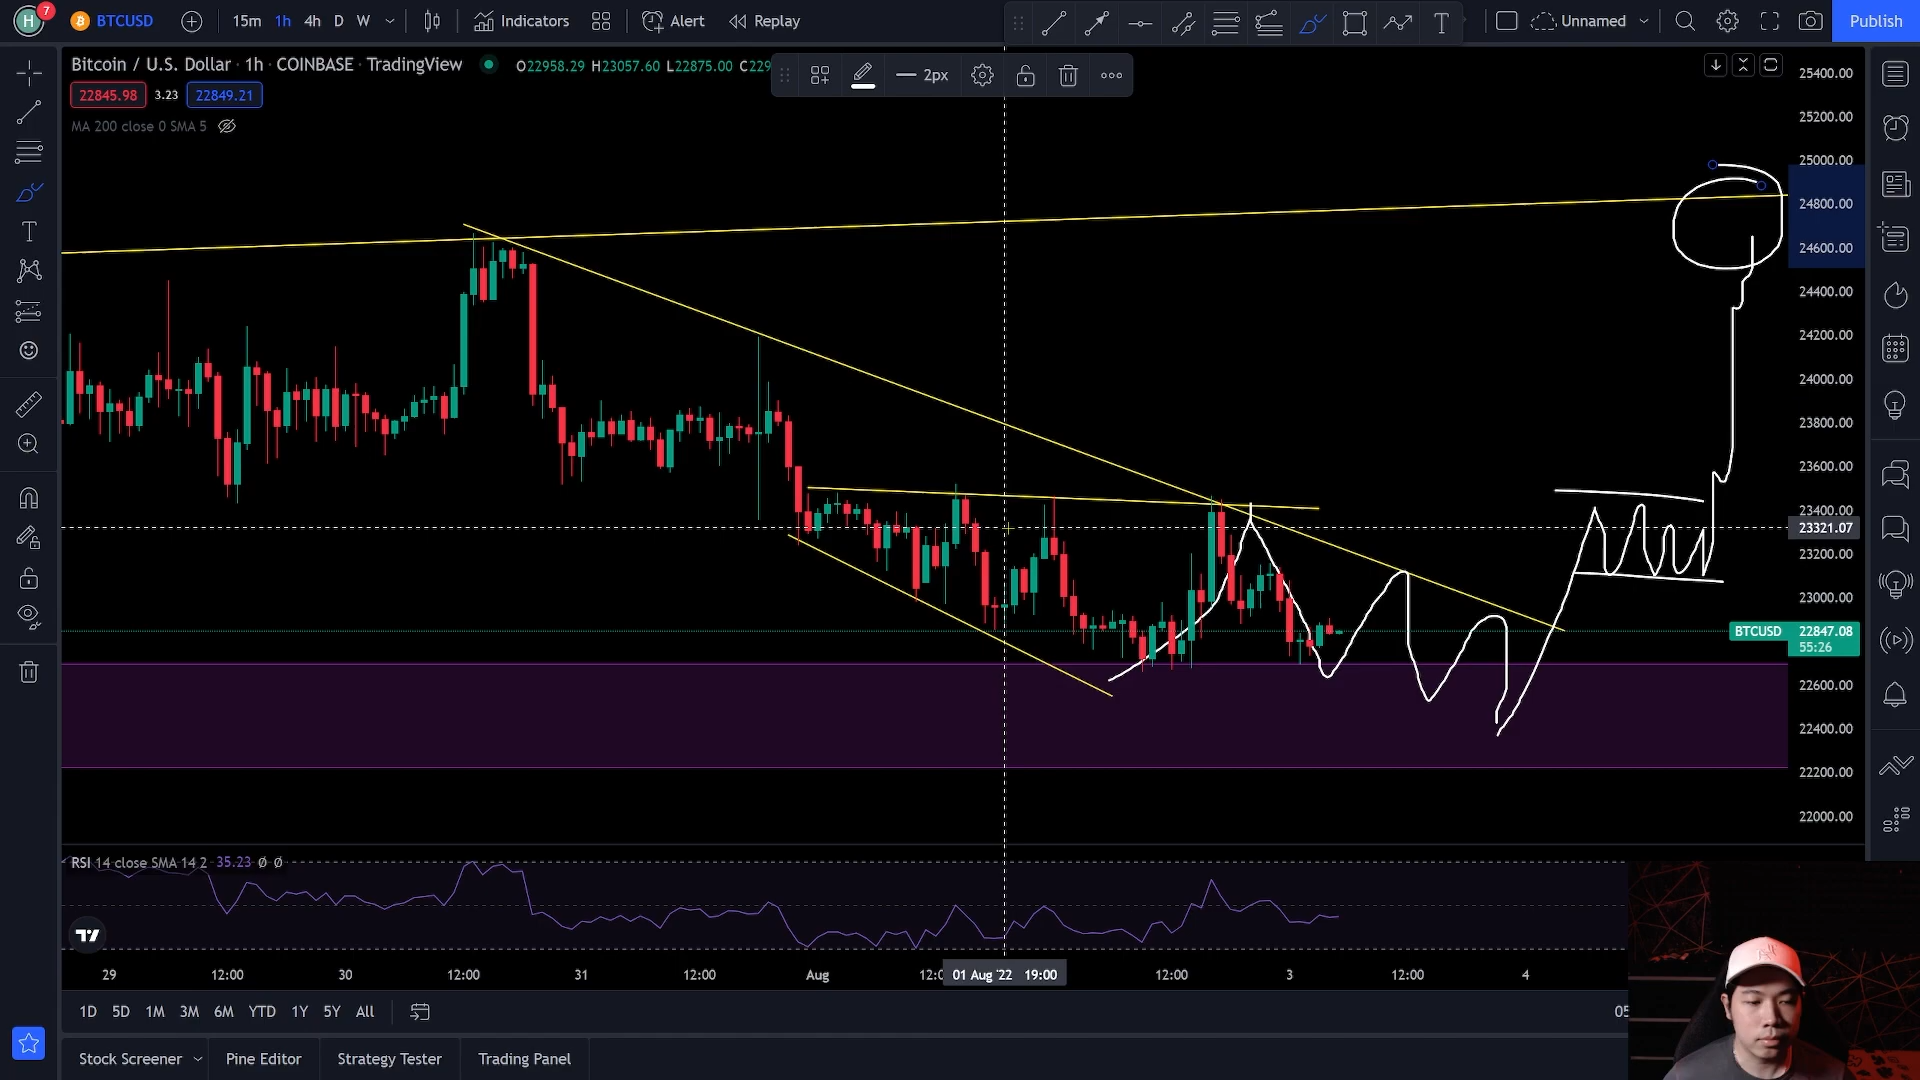 H 7 BTCUSD 15m 1h 4h D W Indicators Alert Replay T Unnamed Publish
Bitcoin / U.S. Dollar · 1h · COINBASE · TradingView O22958.29 H23057.60 L22875.00 C229 2px
22845.98 3.23 22849.21
MA 200 close 0 SMA 5
25400.00
25200.00
25000.00
24800.00
24600.00
24400.00
24200.00
24000.00
23800.00
23600.00
23400.00
23321.07
23200.00
23000.00
BTCUSD 22847.08
55:26
22600.00
22400.00
22200.00
22000.00
RSI 14 close SMA 14 2 35.23 Ø Ø
29 12:00 30 12:00 31 12:00 Aug 12:0 01 Aug '22 19:00 12:00 3 12:00 4
1D 5D 1M 3M 6M YTD 1Y 5Y All 05
Stock Screener Pine Editor Strategy Tester Trading Panel